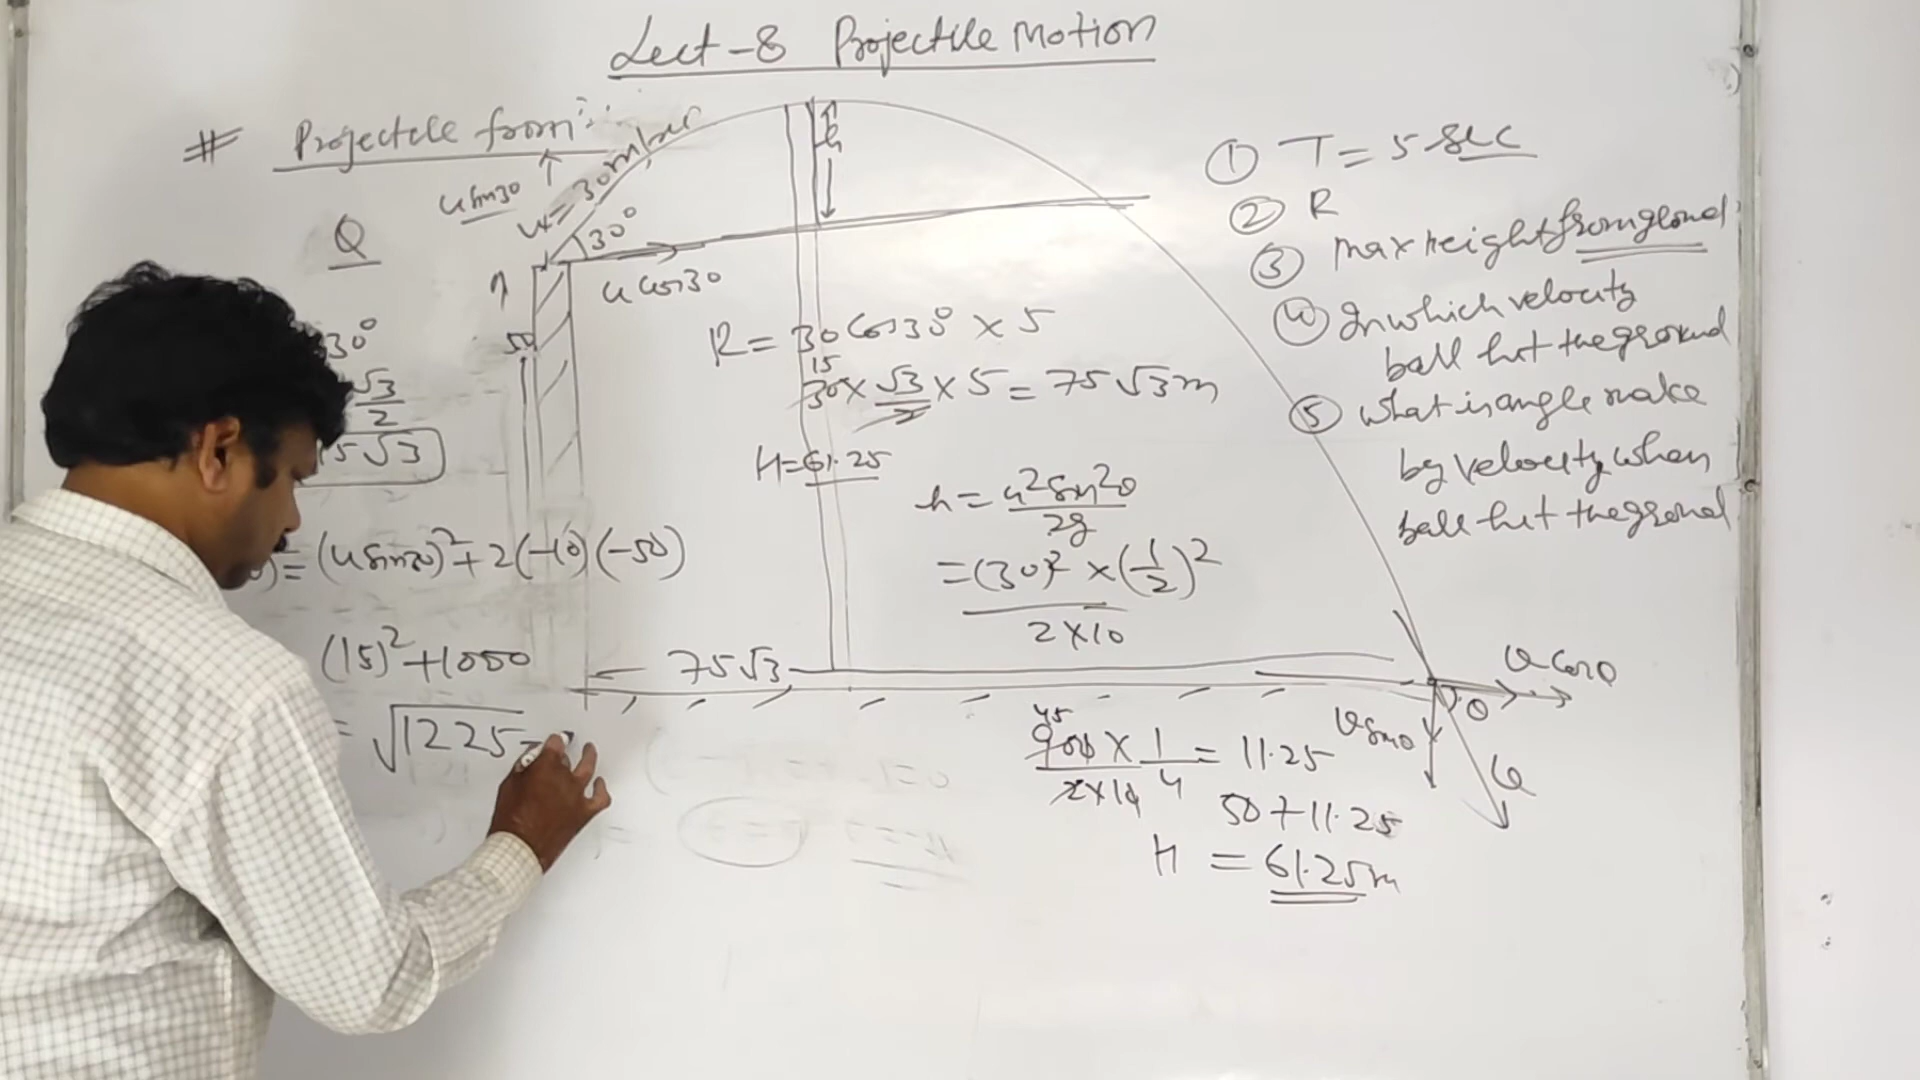 Lect-8 Projectile Motion
# Projectile from
u sin30
u = 30m/sec
30°
u cos30
h
Q
50
30°
√3/2
15√3
= (u sin30)² + 2(-10)(-50)
(15)² + 1000
= √1225 =
R = 30 cos30° × 5
15
30 × √3/2 × 5 = 75√3m
H = 61.25
h = u² sin²θ / 2g
= (30)² × (1/2)² / 2×10
75√3
45
900/2×10 × 1/4 = 11.25
50 + 11.25
H = 61.25m
① T = 5 sec
② R
③ max height from ground
④ In which velocity
ball hit the ground
⑤ what is angle make
by velocity when
ball hit the ground
v cosθ
θ
v sinθ
v